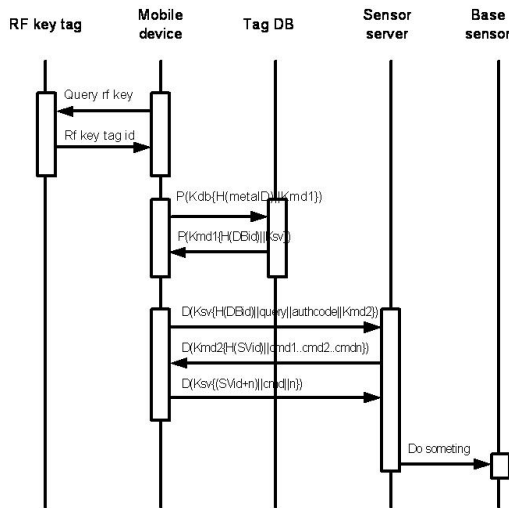 RF key tag
Mobile
device
Tag DB
Sensor
server
Base
sensor
Query rf key
Rf key tag id
P(Kdb{H(metaID)||Kmd1})
P(Kmd1{H(DBid)||Ksv})
D(Ksv{H(DBid)||query||authcode||Kmd2})
D(Kmd2{H(SVid)||cmd1..cmd2..cmdn})
D(Ksv{(SVid+n)||cmd||n})
Do someting